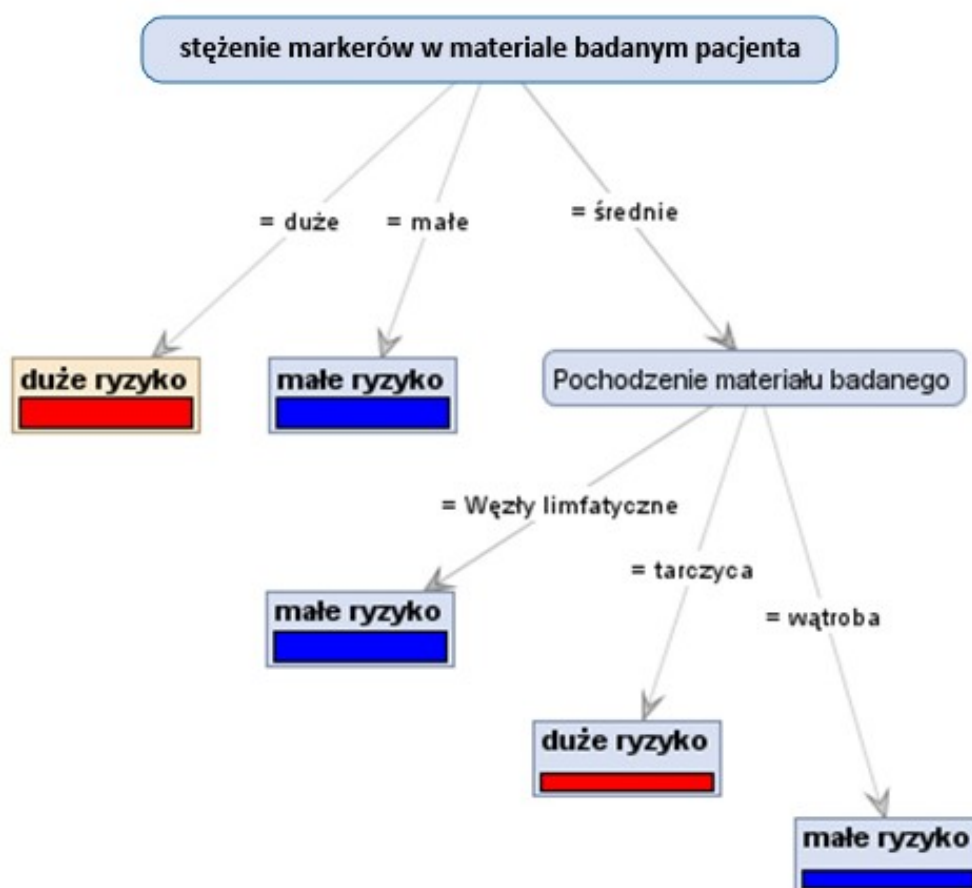 stężenie markerów w materiale badanym pacjenta
= duże
= małe
= średnie
duże ryzyko
małe ryzyko
Pochodzenie materiału badanego
= Węzły limfatyczne
= tarczyca
= wątroba
małe ryzyko
duże ryzyko
małe ryzyko